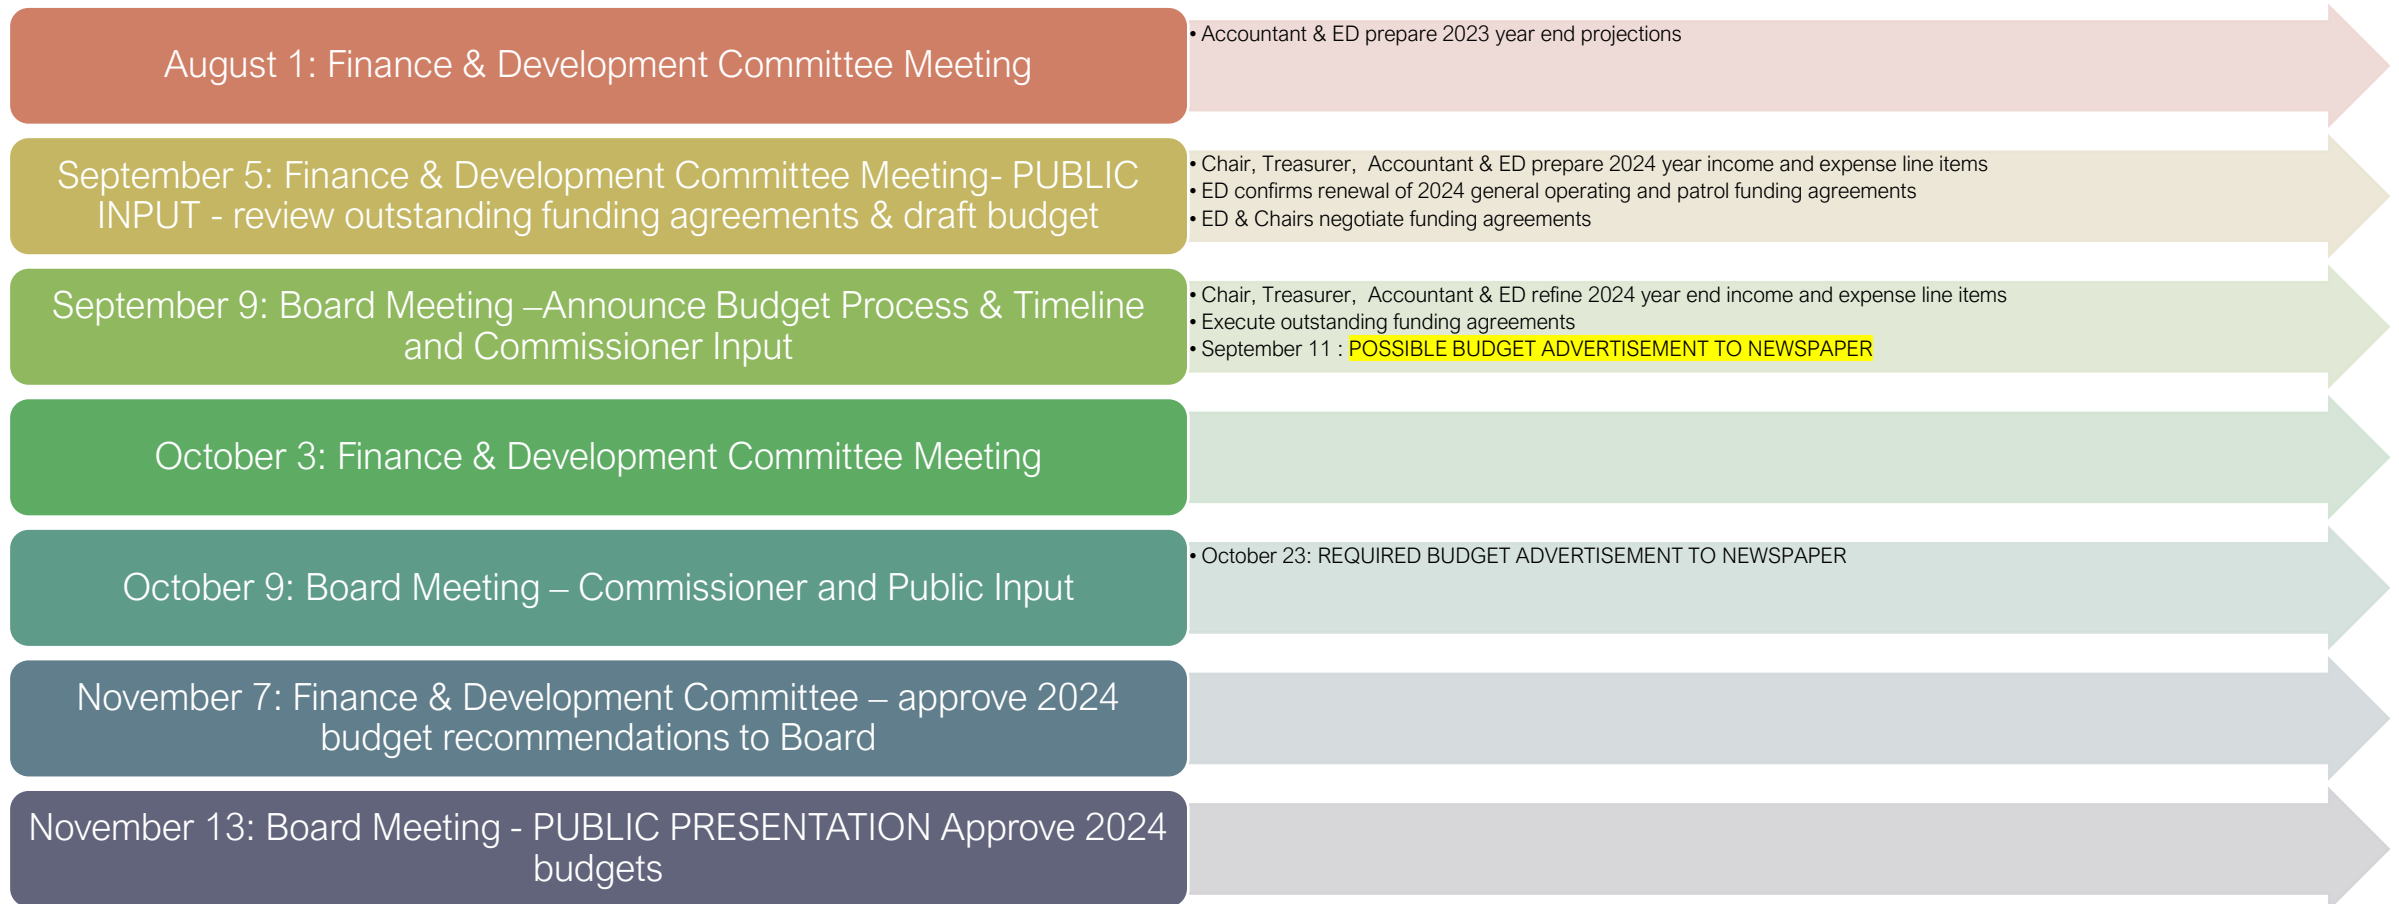 August 1: Finance & Development Committee Meeting
• Accountant & ED prepare 2023 year end projections
September 5: Finance & Development Committee Meeting- PUBLIC
INPUT - review outstanding funding agreements & draft budget
• Chair, Treasurer,  Accountant & ED prepare 2024 year income and expense line items
• ED confirms renewal of 2024 general operating and patrol funding agreements
• ED & Chairs negotiate funding agreements
September 9: Board Meeting –Announce Budget Process & Timeline
and Commissioner Input
• Chair, Treasurer,  Accountant & ED refine 2024 year end income and expense line items
• Execute outstanding funding agreements
• September 11 : POSSIBLE BUDGET ADVERTISEMENT TO NEWSPAPER
October 3: Finance & Development Committee Meeting
October 9: Board Meeting – Commissioner and Public Input
• October 23: REQUIRED BUDGET ADVERTISEMENT TO NEWSPAPER
November 7: Finance & Development Committee – approve 2024
budget recommendations to Board
November 13: Board Meeting - PUBLIC PRESENTATION Approve 2024
budgets